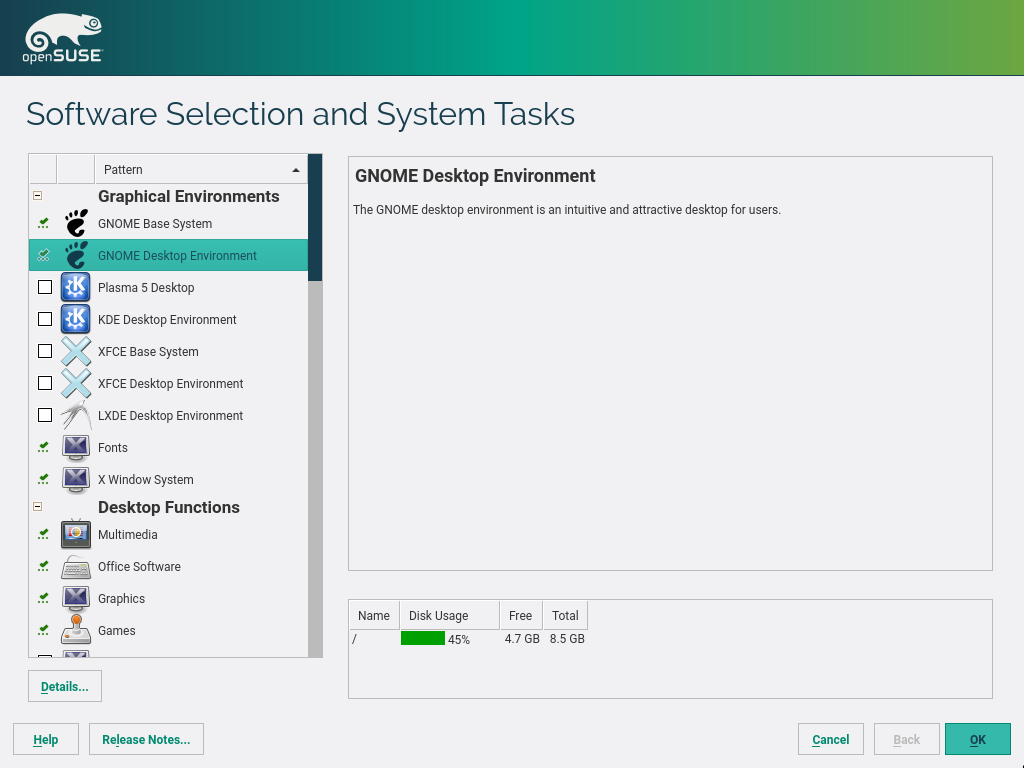 openSUSE
Software Selection and System Tasks
Pattern
Graphical Environments
GNOME Base System
GNOME Desktop Environment
Plasma 5 Desktop
KDE Desktop Environment
XFCE Base System
XFCE Desktop Environment
LXDE Desktop Environment
Fonts
X Window System
Desktop Functions
Multimedia
Office Software
Graphics
Games
Details...
GNOME Desktop Environment
The GNOME desktop environment is an intuitive and attractive desktop for users.
Name Disk Usage Free Total
/ 45% 4.7 GB 8.5 GB
Help Release Notes... Cancel Back OK